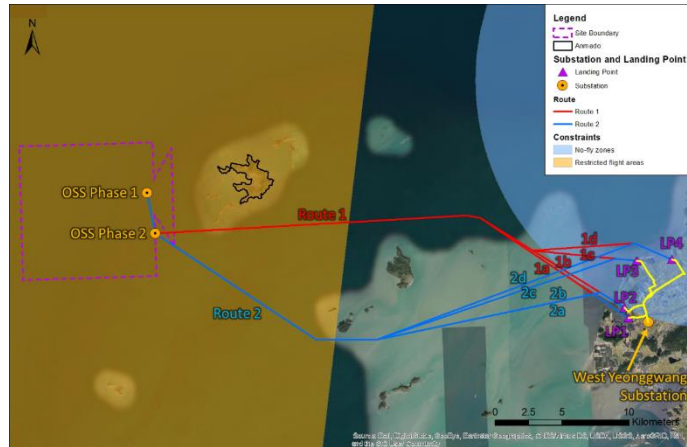 N
Legend
Site Boundary
Anmado
Substation and Landing Point
Landing Point
Substation
Route
Route 1
Route 2
Constraints
No-fly zones
Restricted flight areas
OSS Phase 1
OSS Phase 2
Route 1
Route 2
1d
1c
1b
1a
2d
2c
2b
2a
LP4
LP3
LP2
LP1
West Yeonggwang
Substation
0
2.5
5
10
Kilometers